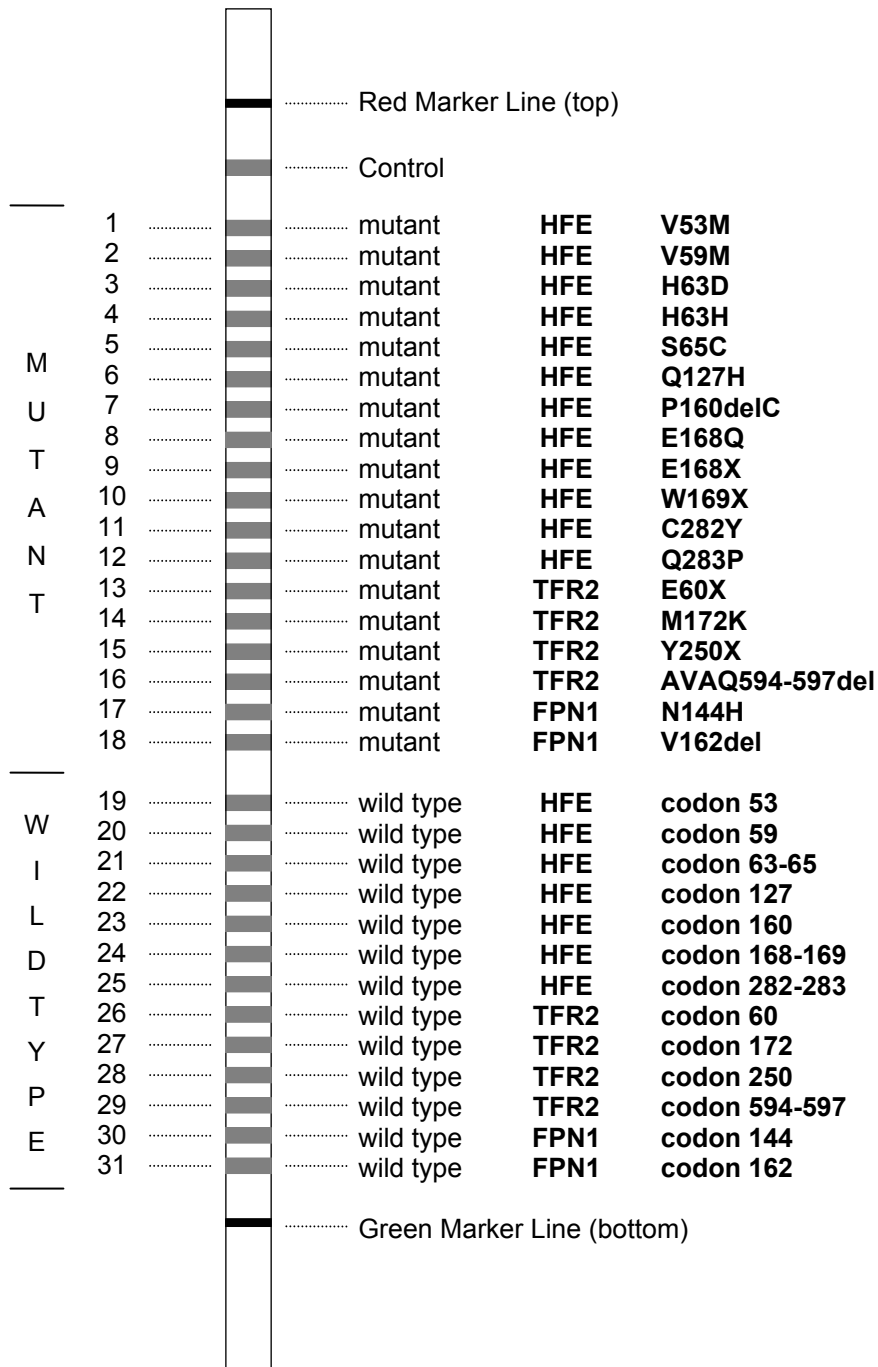 Red Marker Line (top)
Control
MUTANT
1 mutant HFE V53M
2 mutant HFE V59M
3 mutant HFE H63D
4 mutant HFE H63H
5 mutant HFE S65C
6 mutant HFE Q127H
7 mutant HFE P160delC
8 mutant HFE E168Q
9 mutant HFE E168X
10 mutant HFE W169X
11 mutant HFE C282Y
12 mutant HFE Q283P
13 mutant TFR2 E60X
14 mutant TFR2 M172K
15 mutant TFR2 Y250X
16 mutant TFR2 AVAQ594-597del
17 mutant FPN1 N144H
18 mutant FPN1 V162del
WILDTYPE
19 wild type HFE codon 53
20 wild type HFE codon 59
21 wild type HFE codon 63-65
22 wild type HFE codon 127
23 wild type HFE codon 160
24 wild type HFE codon 168-169
25 wild type HFE codon 282-283
26 wild type TFR2 codon 60
27 wild type TFR2 codon 172
28 wild type TFR2 codon 250
29 wild type TFR2 codon 594-597
30 wild type FPN1 codon 144
31 wild type FPN1 codon 162
Green Marker Line (bottom)